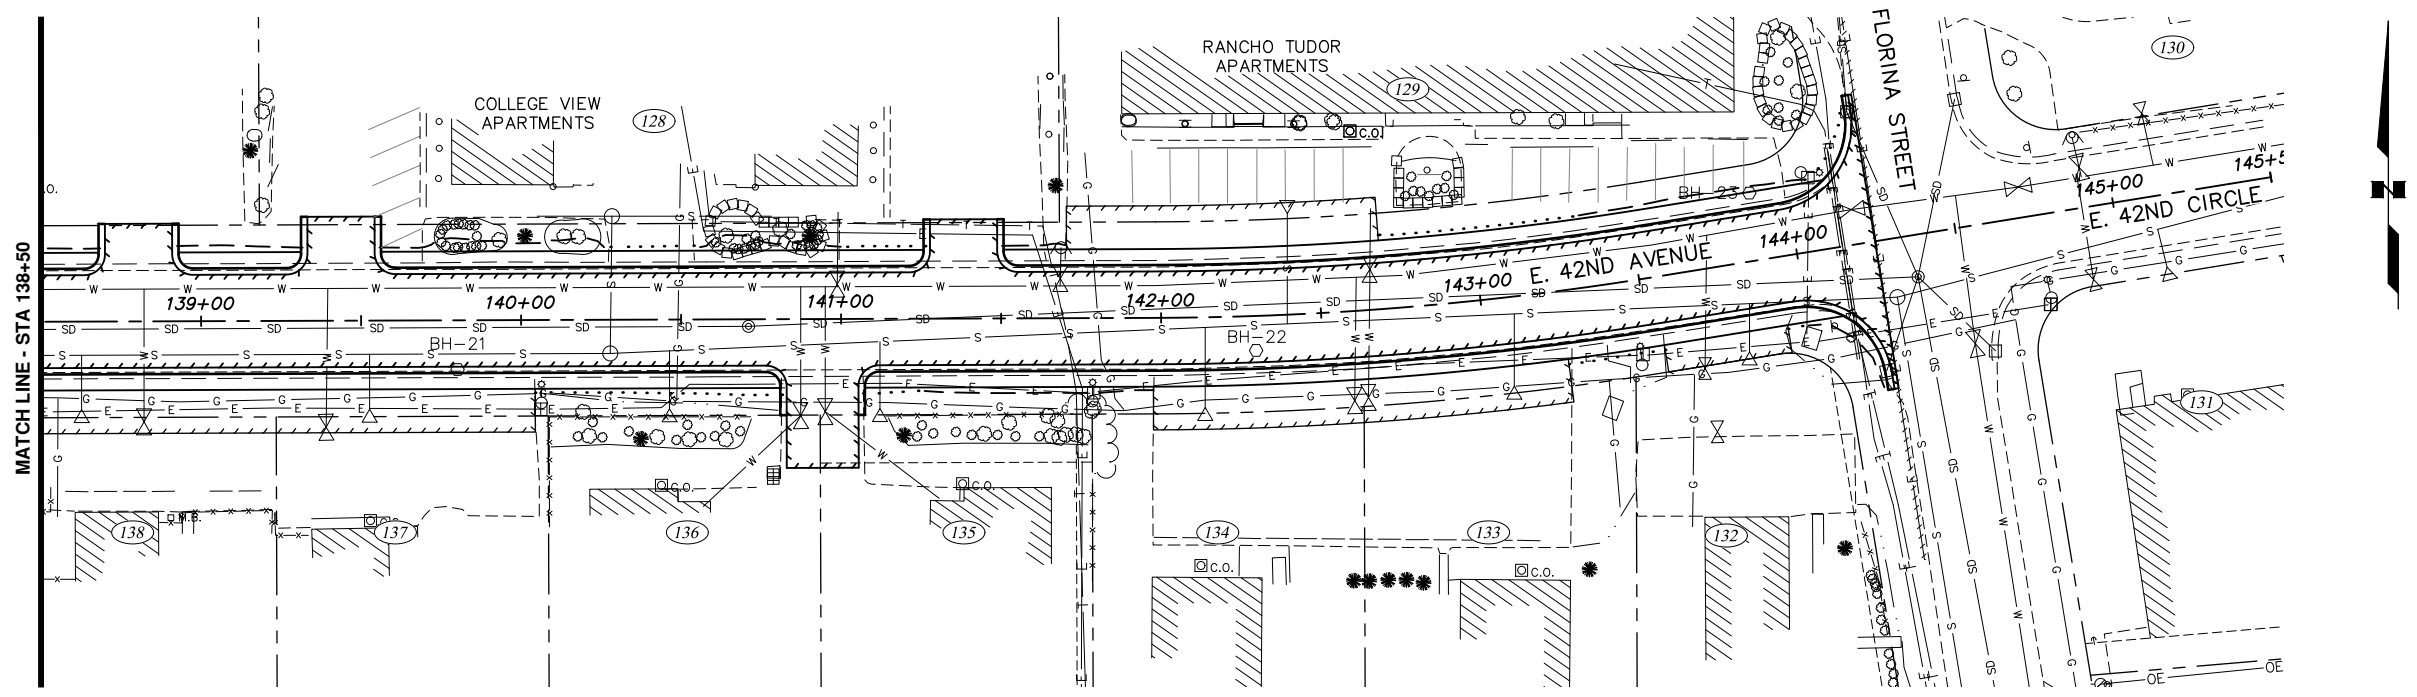 MATCH LINE - STA 138+50
COLLEGE VIEW
APARTMENTS
128
RANCHO TUDOR
APARTMENTS
129
C.O.
FLORINA STREET
130
BH-23
139+00
140+00
141+00
142+00
143+00
E. 42ND AVENUE
144+00
145+00
E. 42ND CIRCLE
BH-21
BH-22
131
138
M.B.
137
C.O.
136
C.O.
135
134
C.O.
133
C.O.
132
W
SD
S
G
E
T
OE
N